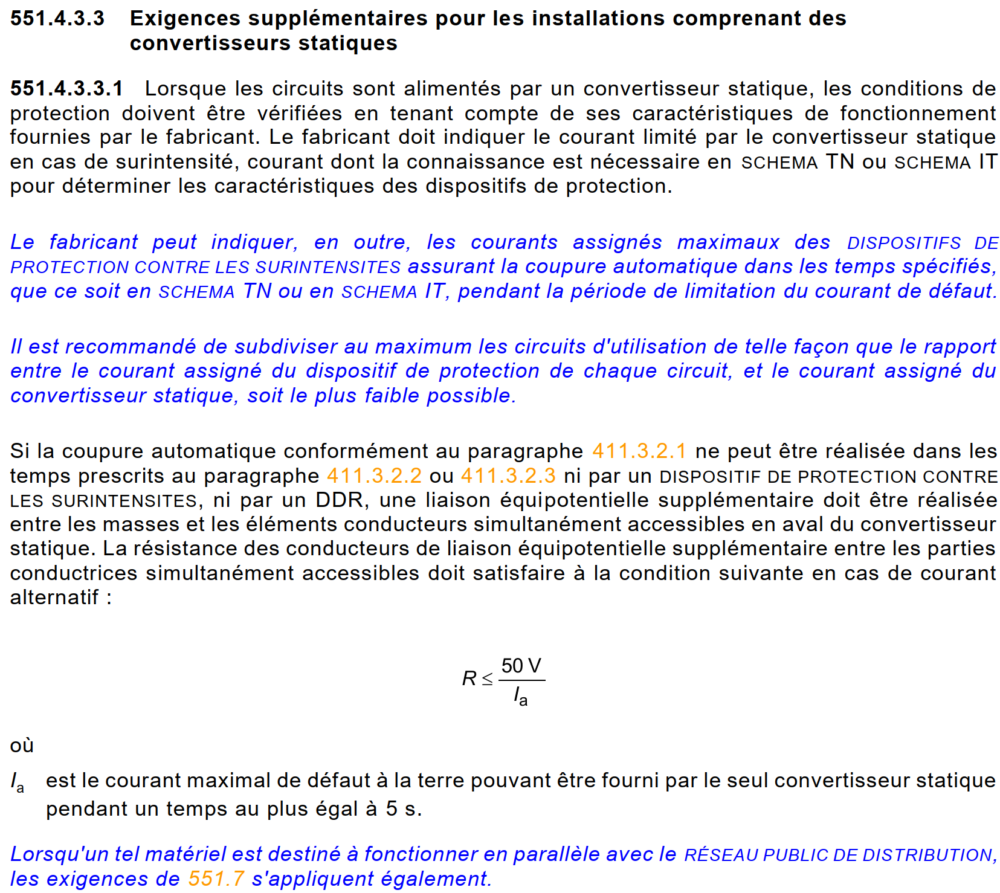 551.4.3.3 Exigences supplémentaires pour les installations comprenant des
convertisseurs statiques
551.4.3.3.1 Lorsque les circuits sont alimentés par un convertisseur statique, les conditions de
protection doivent être vérifiées en tenant compte de ses caractéristiques de fonctionnement
fournies par le fabricant. Le fabricant doit indiquer le courant limité par le convertisseur statique
en cas de surintensité, courant dont la connaissance est nécessaire en SCHEMA TN ou SCHEMA IT
pour déterminer les caractéristiques des dispositifs de protection.
Le fabricant peut indiquer, en outre, les courants assignés maximaux des DISPOSITIFS DE
PROTECTION CONTRE LES SURINTENSITES assurant la coupure automatique dans les temps spécifiés,
que ce soit en SCHEMA TN ou en SCHEMA IT, pendant la période de limitation du courant de défaut.
Il est recommandé de subdiviser au maximum les circuits d'utilisation de telle façon que le rapport
entre le courant assigné du dispositif de protection de chaque circuit, et le courant assigné du
convertisseur statique, soit le plus faible possible.
Si la coupure automatique conformément au paragraphe 411.3.2.1 ne peut être réalisée dans les
temps prescrits au paragraphe 411.3.2.2 ou 411.3.2.3 ni par un DISPOSITIF DE PROTECTION CONTRE
LES SURINTENSITES, ni par un DDR, une liaison équipotentielle supplémentaire doit être réalisée
entre les masses et les éléments conducteurs simultanément accessibles en aval du convertisseur
statique. La résistance des conducteurs de liaison équipotentielle supplémentaire entre les parties
conductrices simultanément accessibles doit satisfaire à la condition suivante en cas de courant
alternatif :
R ≤ 50 V / Ia
où
Ia est le courant maximal de défaut à la terre pouvant être fourni par le seul convertisseur statique
pendant un temps au plus égal à 5 s.
Lorsqu'un tel matériel est destiné à fonctionner en parallèle avec le RÉSEAU PUBLIC DE DISTRIBUTION,
les exigences de 551.7 s'appliquent également.